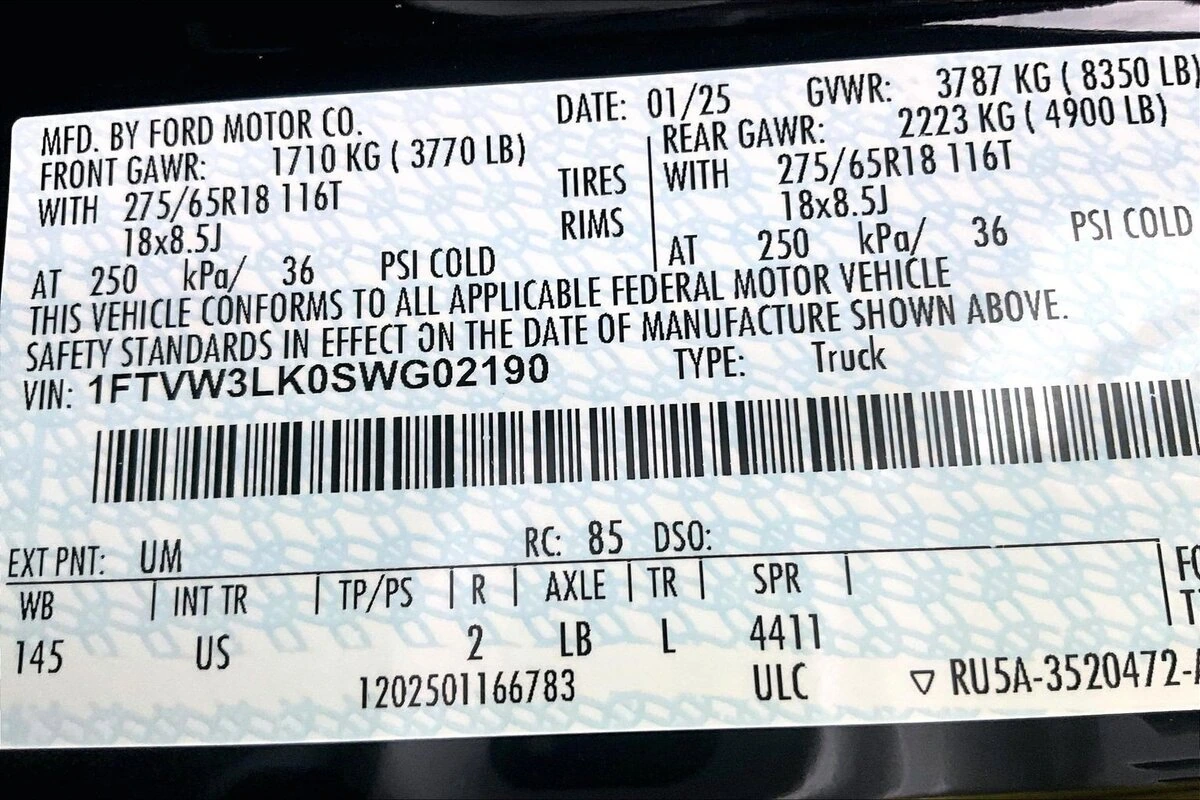 MFD. BY FORD MOTOR CO. DATE: 01/25 GVWR: 3787 KG ( 8350 LB)
FRONT GAWR: 1710 KG ( 3770 LB) REAR GAWR: 2223 KG ( 4900 LB)
WITH 275/65R18 116T TIRES WITH 275/65R18 116T
18x8.5J RIMS 18x8.5J
AT 250 kPa/ 36 PSI COLD AT 250 kPa/ 36 PSI COLD
THIS VEHICLE CONFORMS TO ALL APPLICABLE FEDERAL MOTOR VEHICLE
SAFETY STANDARDS IN EFFECT ON THE DATE OF MANUFACTURE SHOWN ABOVE.
VIN: 1FTVW3LK0SWG02190 TYPE: Truck
EXT PNT: UM RC: 85 DSO:
WB INT TR TP/PS R AXLE TR SPR
145 US 2 LB L 4411
1202501166783 ULC ▽ RU5A-3520472-